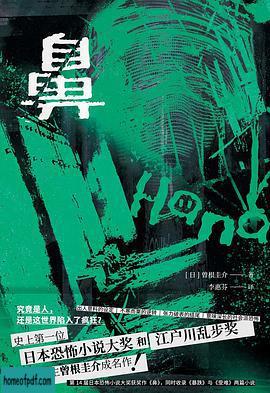 鼻
Hana
[日]曾根圭介 著
李惠芬 译
究竟是人，
还是这世界陷入了疯狂？
史上第一位
日本恐怖小说大奖 和 江户川乱步奖
曾根圭介成名作！
第14届日本恐怖小说大奖获奖作《鼻》，同时收录《暴跌》与《受难》两篇小说
homeofpdf.com